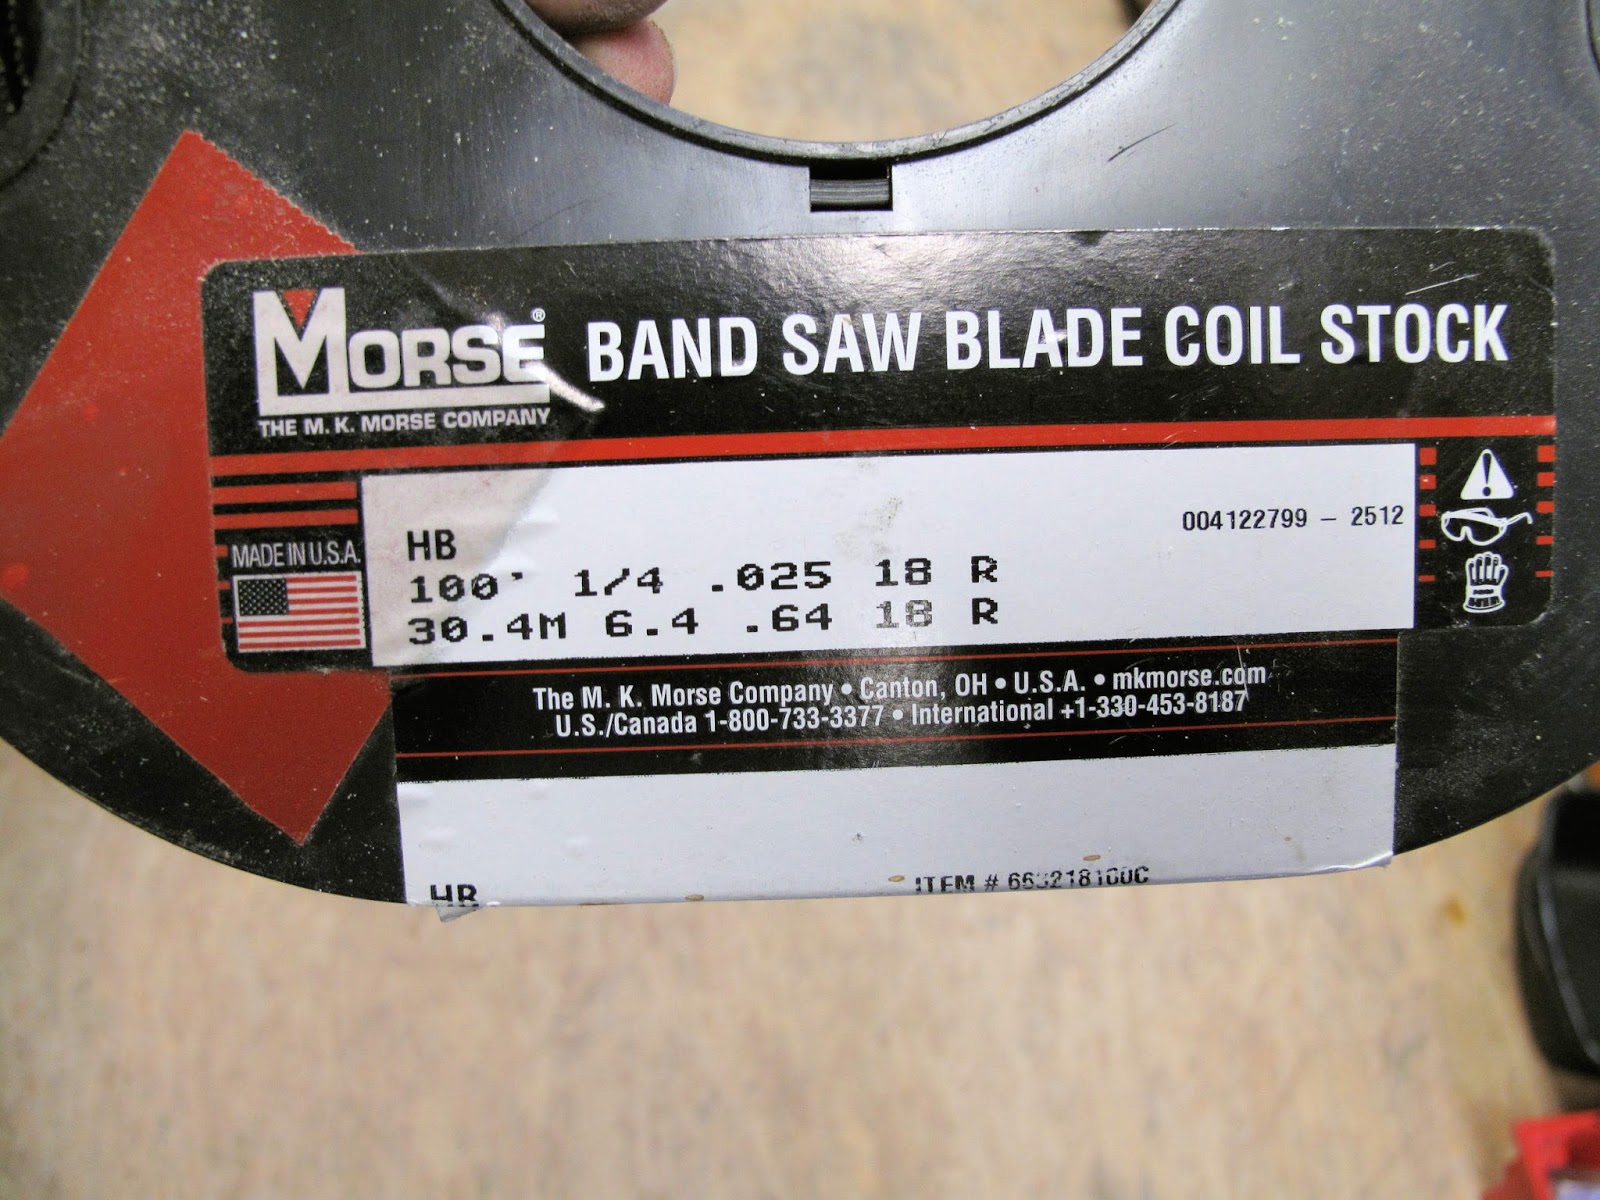 MORSE® BAND SAW BLADE COIL STOCK
THE M. K. MORSE COMPANY
MADE IN U.S.A.
004122799 - 2512
HB
100' 1/4 .025 18 R
30.4M 6.4 .64 18 R
The M. K. Morse Company • Canton, OH • U.S.A. • mkmorse.com
U.S./Canada 1-800-733-3377 • International +1-330-453-8187
HB
ITEM #